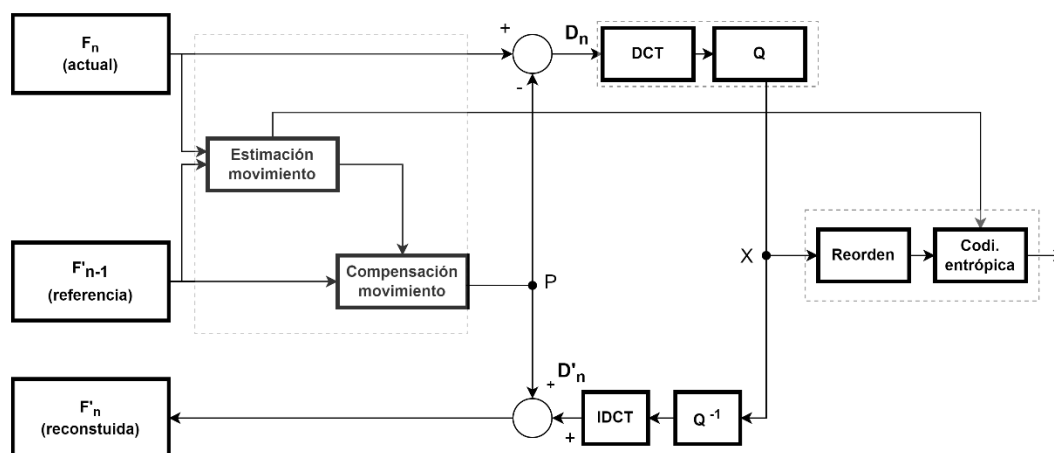 Fn
(actual)
+
Dn
DCT
Q
-
Estimación
movimiento
F'n-1
(referencia)
Compensación
movimiento
P
X
Reorden
Codi.
entrópica
F'n
(reconstuida)
+
D'n
+
IDCT
Q -1